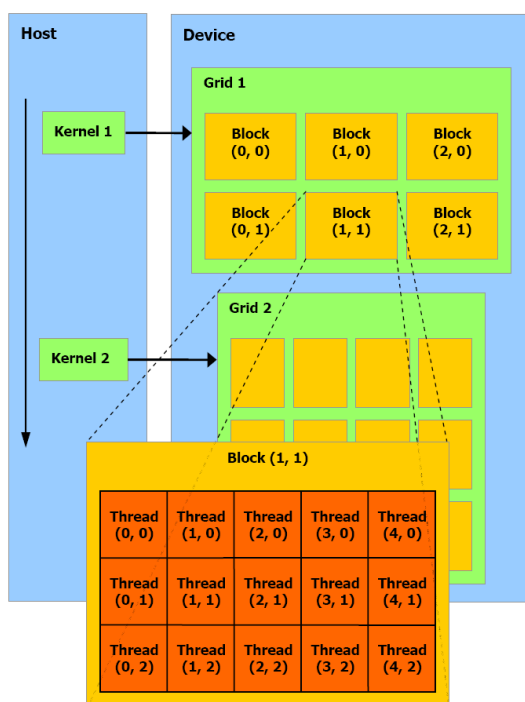 Host
Device
Grid 1
Kernel 1
Block
(0, 0)
Block
(1, 0)
Block
(2, 0)
Block
(0, 1)
Block
(1, 1)
Block
(2, 1)
Grid 2
Kernel 2
Block (1, 1)
Thread
(0, 0)
Thread
(1, 0)
Thread
(2, 0)
Thread
(3, 0)
Thread
(4, 0)
Thread
(0, 1)
Thread
(1, 1)
Thread
(2, 1)
Thread
(3, 1)
Thread
(4, 1)
Thread
(0, 2)
Thread
(1, 2)
Thread
(2, 2)
Thread
(3, 2)
Thread
(4, 2)